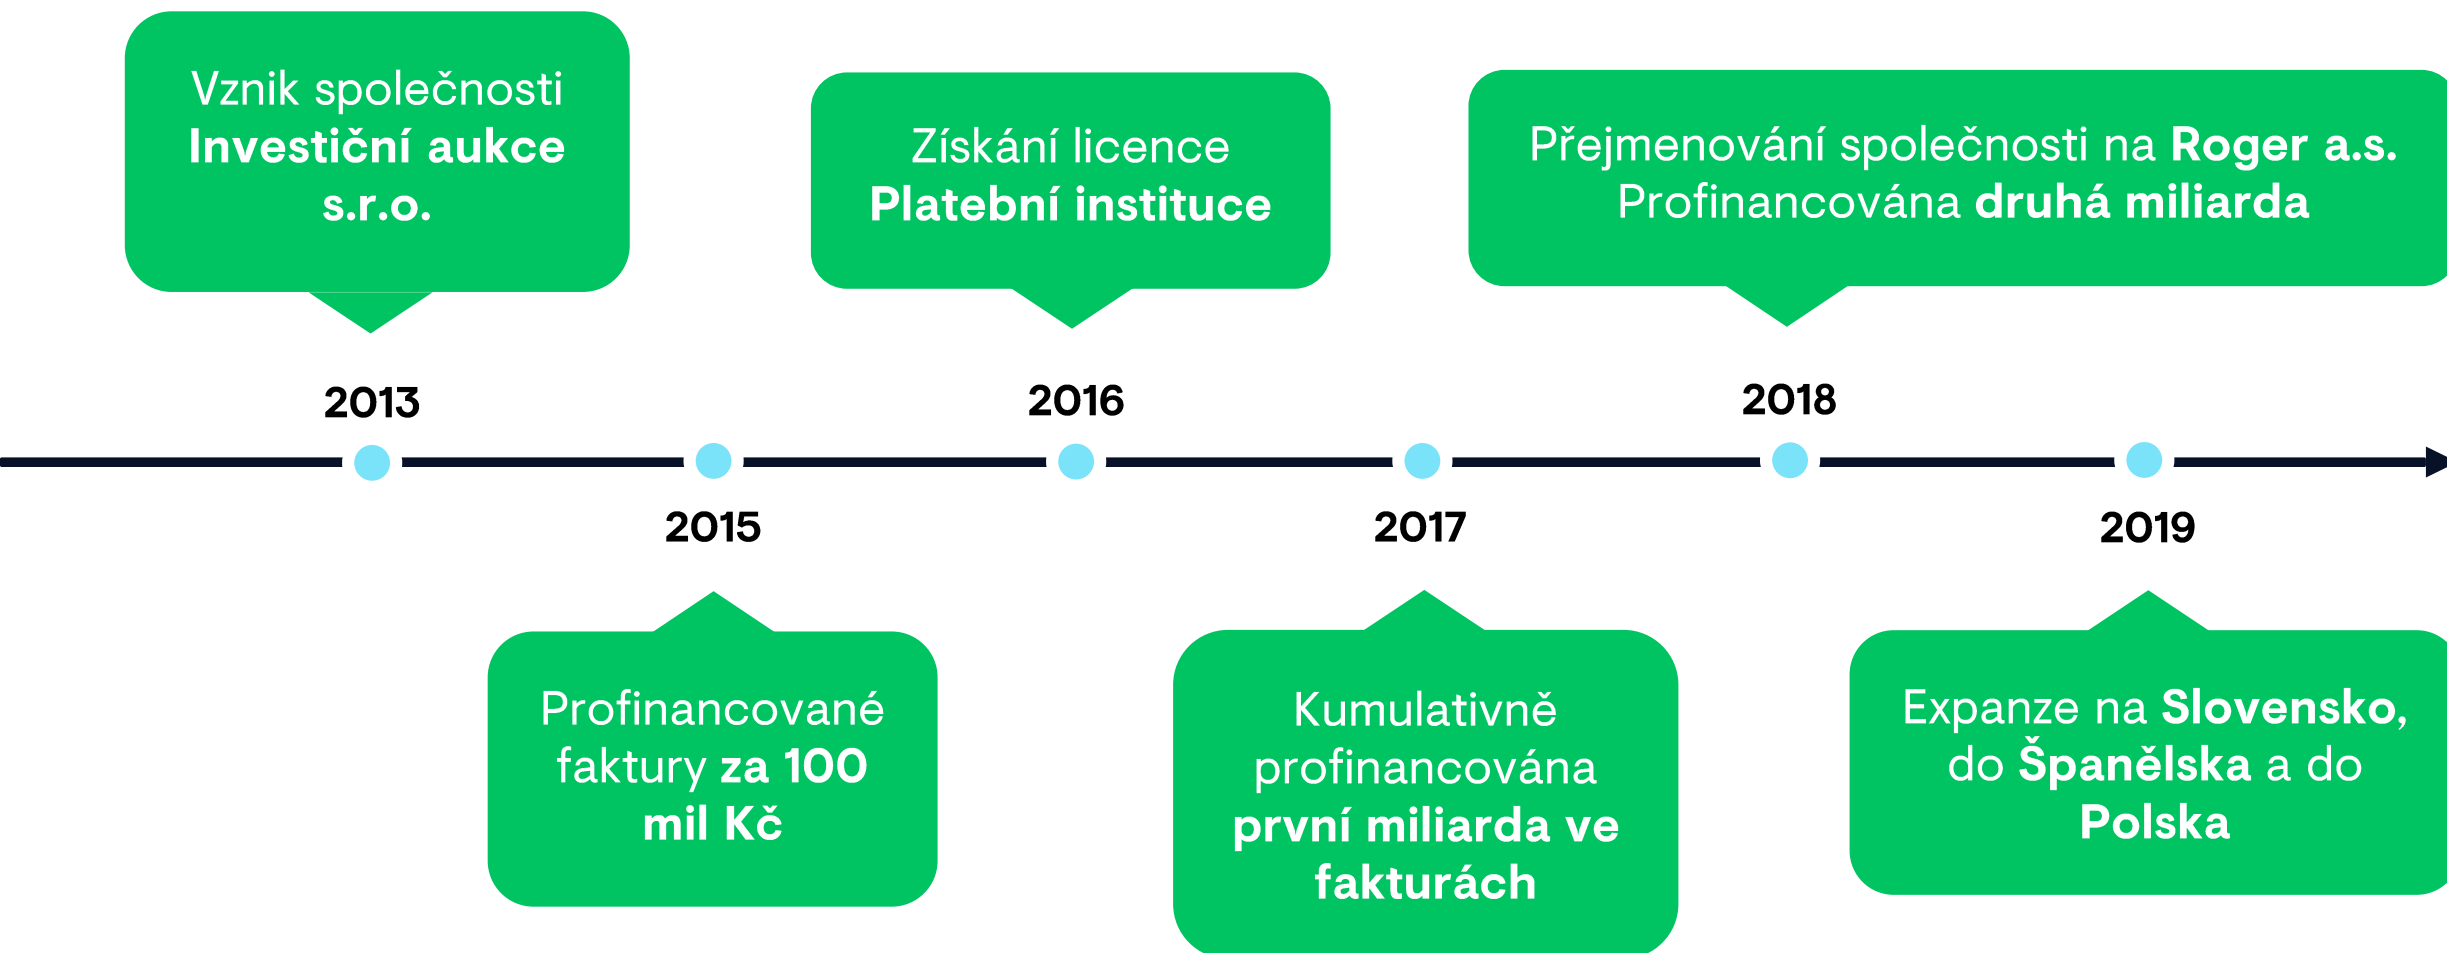 Vznik společnosti
Investiční aukce
s.r.o.
2013
Profinancované
faktury za 100
mil Kč
2015
Získání licence
Platební instituce
2016
Kumulativně
profinancována
první miliarda ve
fakturách
2017
Přejmenování společnosti na Roger a.s.
Profinancována druhá miliarda
2018
Expanze na Slovensko,
do Španělska a do
Polska
2019